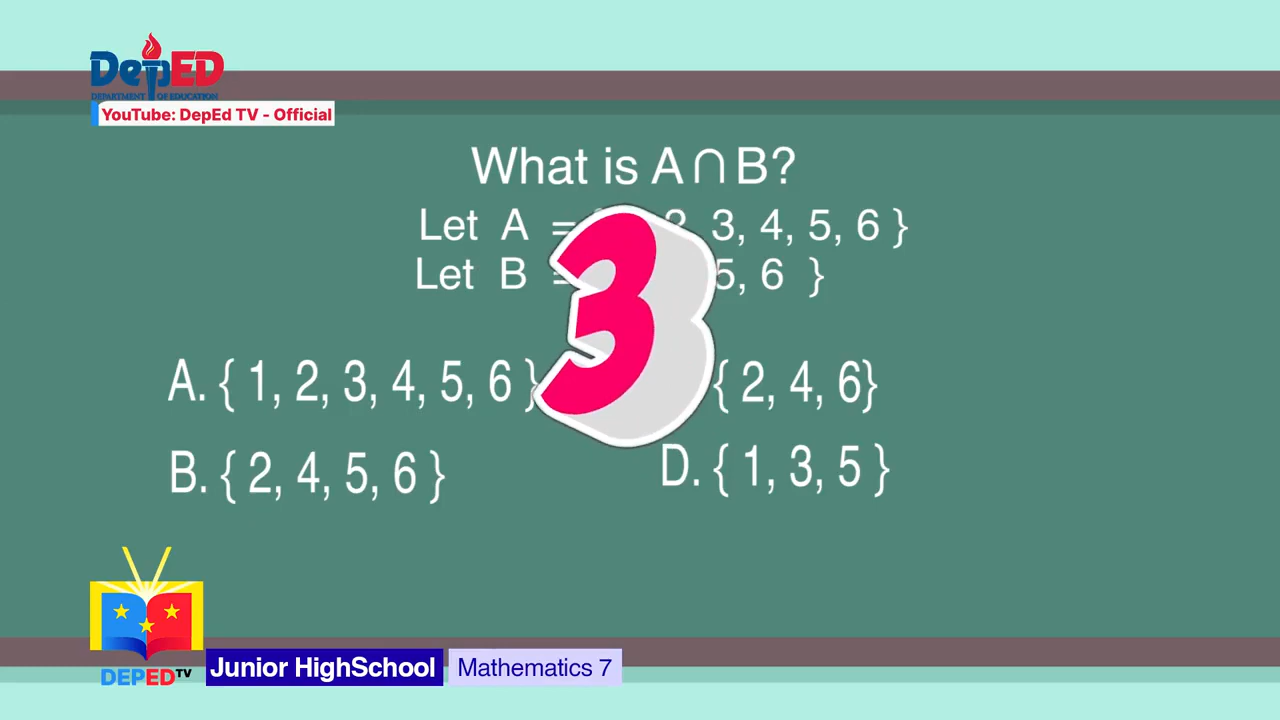 DepED
DEPARTMENT OF EDUCATION
YouTube: DepEd TV - Official
What is A∩B?
Let A = 2, 3, 4, 5, 6 }
Let B = 5, 6 }
3
A. { 1, 2, 3, 4, 5, 6 }
{ 2, 4, 6}
B. { 2, 4, 5, 6 }
D. { 1, 3, 5 }
DEPED TV
Junior HighSchool
Mathematics 7